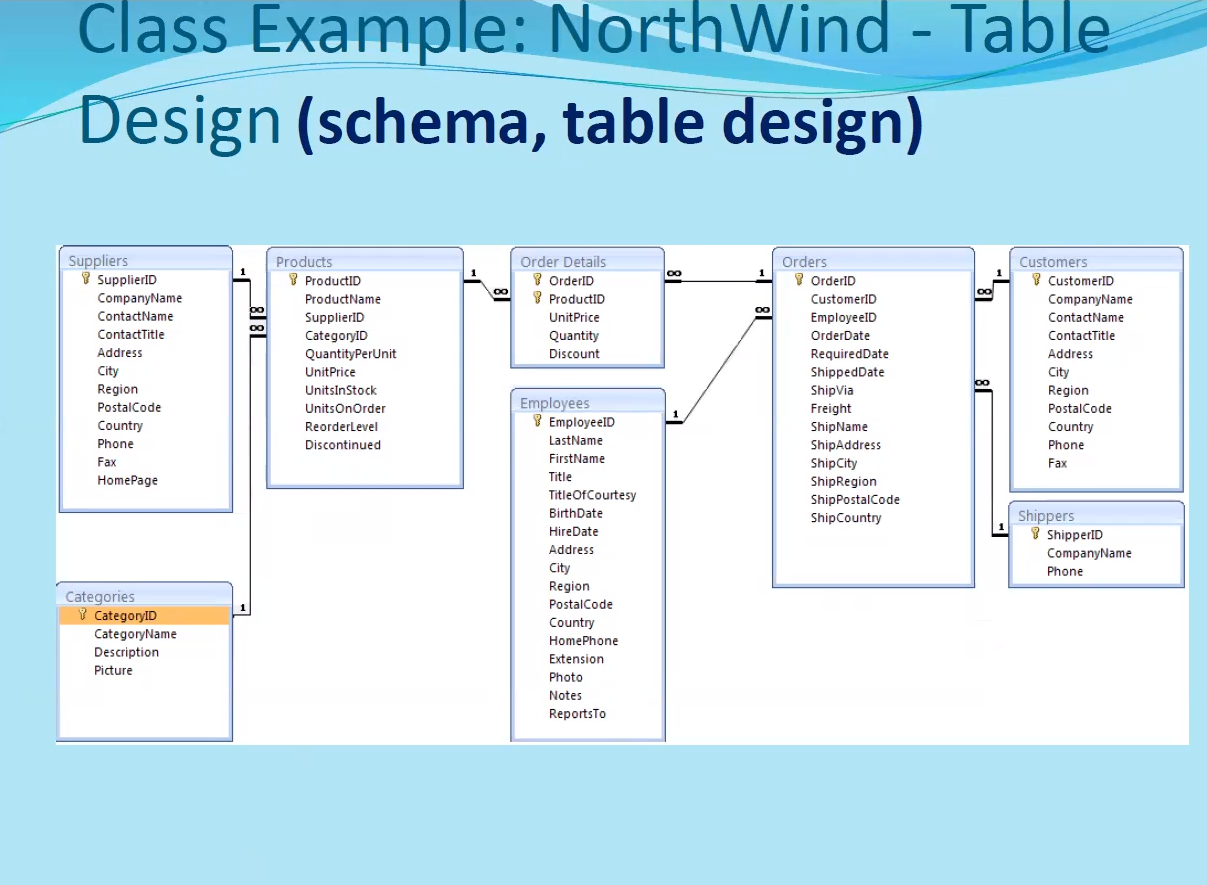 Class Example: NorthWind - Table
Design (schema, table design)
Suppliers
SupplierID
CompanyName
ContactName
ContactTitle
Address
City
Region
PostalCode
Country
Phone
Fax
HomePage
1
∞
∞
1
Categories
CategoryID
CategoryName
Description
Picture
Products
ProductID
ProductName
SupplierID
CategoryID
QuantityPerUnit
UnitPrice
UnitsInStock
UnitsOnOrder
ReorderLevel
Discontinued
1
∞
Order Details
OrderID
ProductID
UnitPrice
Quantity
Discount
∞
1
Employees
EmployeeID
LastName
FirstName
Title
TitleOfCourtesy
BirthDate
HireDate
Address
City
Region
PostalCode
Country
HomePhone
Extension
Photo
Notes
ReportsTo
1
∞
Orders
OrderID
CustomerID
EmployeeID
OrderDate
RequiredDate
ShippedDate
ShipVia
Freight
ShipName
ShipAddress
ShipCity
ShipRegion
ShipPostalCode
ShipCountry
∞
1
∞
1
Customers
CustomerID
CompanyName
ContactName
ContactTitle
Address
City
Region
PostalCode
Country
Phone
Fax
Shippers
ShipperID
CompanyName
Phone